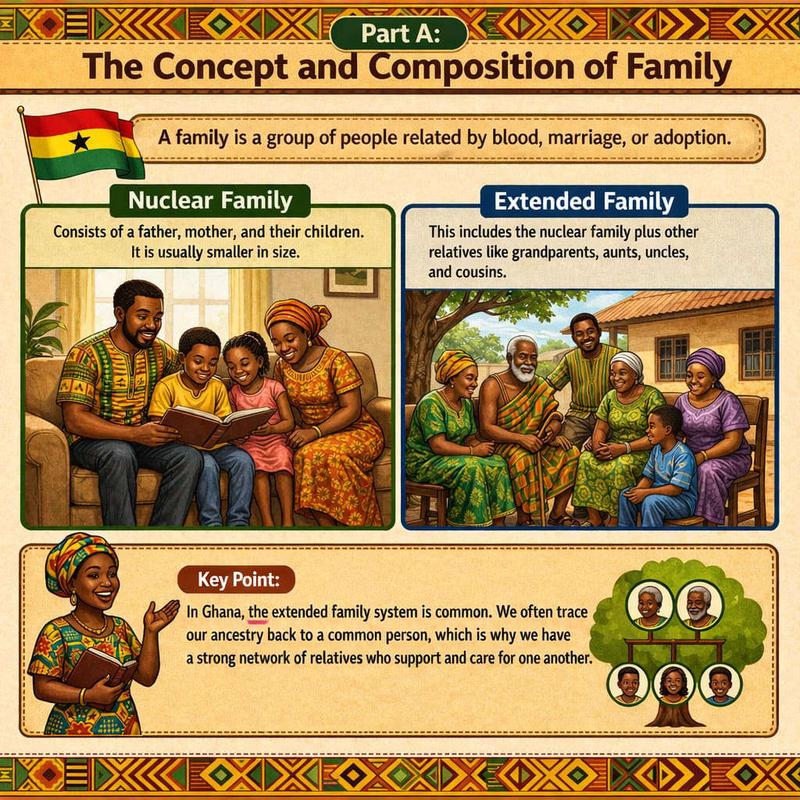 Part A:
The Concept and Composition of Family
A family is a group of people related by blood, marriage, or adoption.
Nuclear Family
Consists of a father, mother, and their children.
It is usually smaller in size.
Extended Family
This includes the nuclear family plus other
relatives like grandparents, aunts, uncles,
and cousins.
Key Point:
In Ghana, the extended family system is common. We often trace
our ancestry back to a common person, which is why we have
a strong network of relatives who support and care for one another.